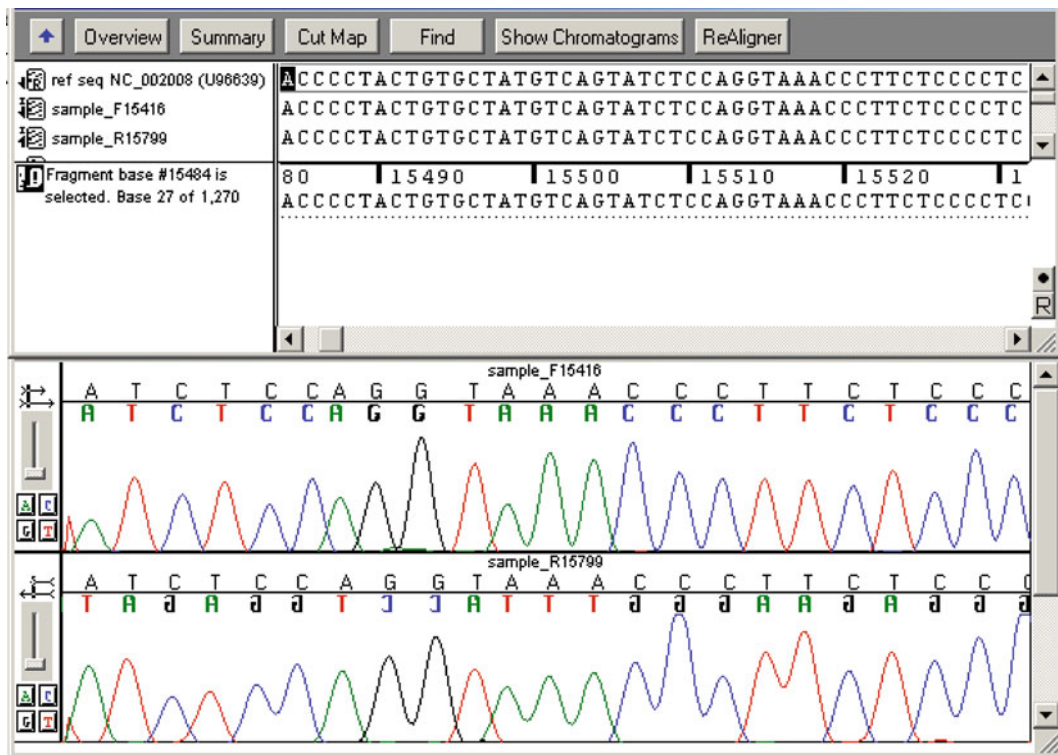 Overview Summary Cut Map Find Show Chromatograms ReAligner
ref seq NC_002008 (U96639) ACCCCTACTGTGCTATGTCAGTATCTCCAGGTAAACCCTTCTCCCCTC
sample_F15416 ACCCCTACTGTGCTATGTCAGTATCTCCAGGTAAACCCTTCTCCCCTC
sample_R15799 ACCCCTACTGTGCTATGTCAGTATCTCCAGGTAAACCCTTCTCCCCTC
Fragment base #15484 is 80 15490 15500 15510 15520 1
selected. Base 27 of 1,270 ACCCCTACTGTGCTATGTCAGTATCTCCAGGTAAACCCTTCTCCCCTC
R
sample_F15416
A T C T C C A G G T A A A C C C T T C T C C C
A T C T C C A G G T A A A C C C T T C T C C C
A C
G T
sample_R15799
A T C T C C A G G T A A A C C C T T C T C C C
T A G A G G T C C A T T T G G G A A G A G G G
A C
G T